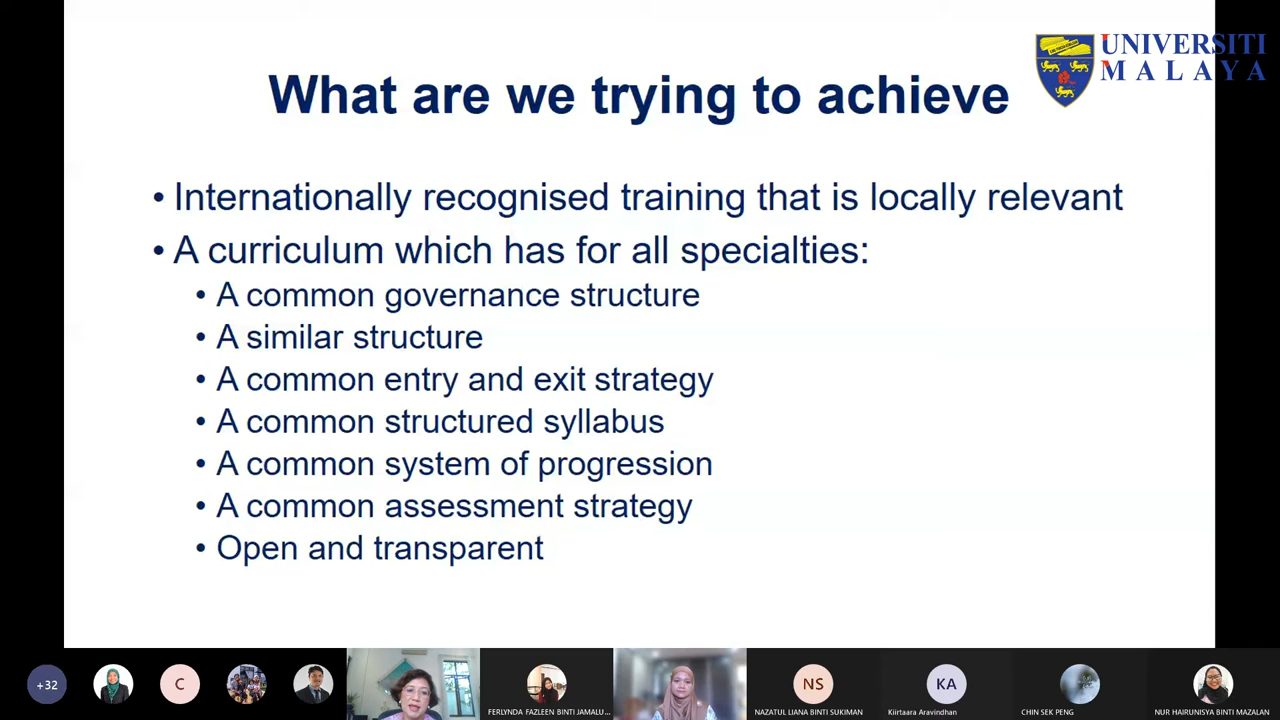 UNIVERSITI
MALAYA
What are we trying to achieve
• Internationally recognised training that is locally relevant
• A curriculum which has for all specialties:
• A common governance structure
• A similar structure
• A common entry and exit strategy
• A common structured syllabus
• A common system of progression
• A common assessment strategy
• Open and transparent
+32
C
NS
KA
FERLYNDA FAZLEEN BINTI JAMALU...
NAZATUL LIANA BINTI SUKIMAN
Kiirtaara Aravindhan
CHIN SEK PENG
NUR HAIRUNISYA BINTI MAZALAN